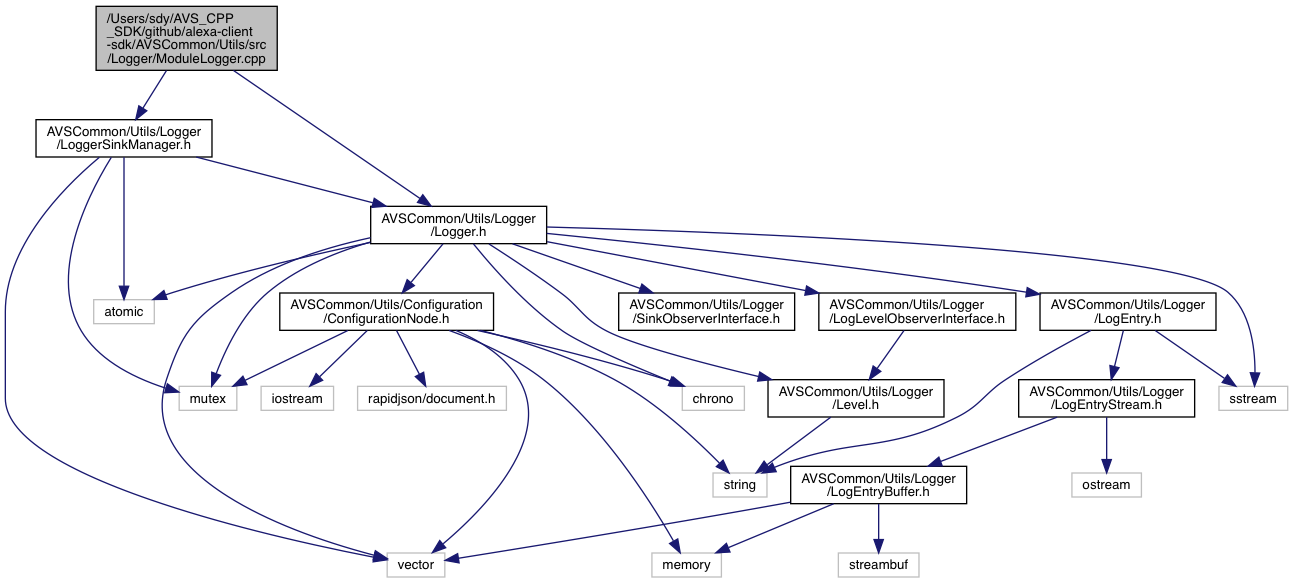 /Users/sdy/AVS_CPP
_SDK/github/alexa-client
-sdk/AVSCommon/Utils/src
/Logger/ModuleLogger.cpp
AVSCommon/Utils/Logger
/LoggerSinkManager.h
AVSCommon/Utils/Logger
/Logger.h
atomic
AVSCommon/Utils/Configuration
/ConfigurationNode.h
AVSCommon/Utils/Logger
/SinkObserverInterface.h
AVSCommon/Utils/Logger
/LogLevelObserverInterface.h
AVSCommon/Utils/Logger
/LogEntry.h
mutex
iostream
rapidjson/document.h
chrono
AVSCommon/Utils/Logger
/Level.h
AVSCommon/Utils/Logger
/LogEntryStream.h
sstream
string
AVSCommon/Utils/Logger
/LogEntryBuffer.h
ostream
vector
memory
streambuf